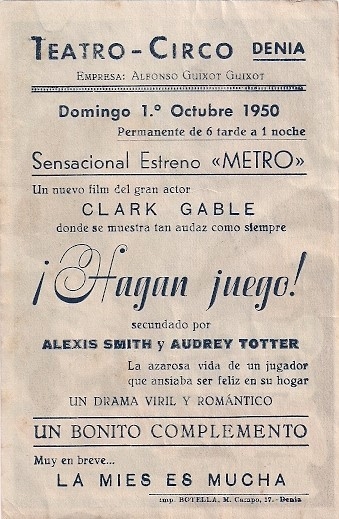 TEATRO-CIRCO DENIA
EMPRESA: ALFONSO GUIXOT GUIXOT
Domingo 1.º Octubre 1950
Permanente de 6 tarde a 1 noche
Sensacional Estreno «METRO»
Un nuevo film del gran actor
CLARK GABLE
donde se muestra tan audaz como siempre
¡Hagan juego!
secundado por
ALEXIS SMITH y AUDREY TOTTER
La azarosa vida de un jugador
que ansiaba ser feliz en su hogar
UN DRAMA VIRIL Y ROMÁNTICO
UN BONITO COMPLEMENTO
Muy en breve...
LA MIES ES MUCHA
imp. BOTELLA, M. Campo, 17.-Denia